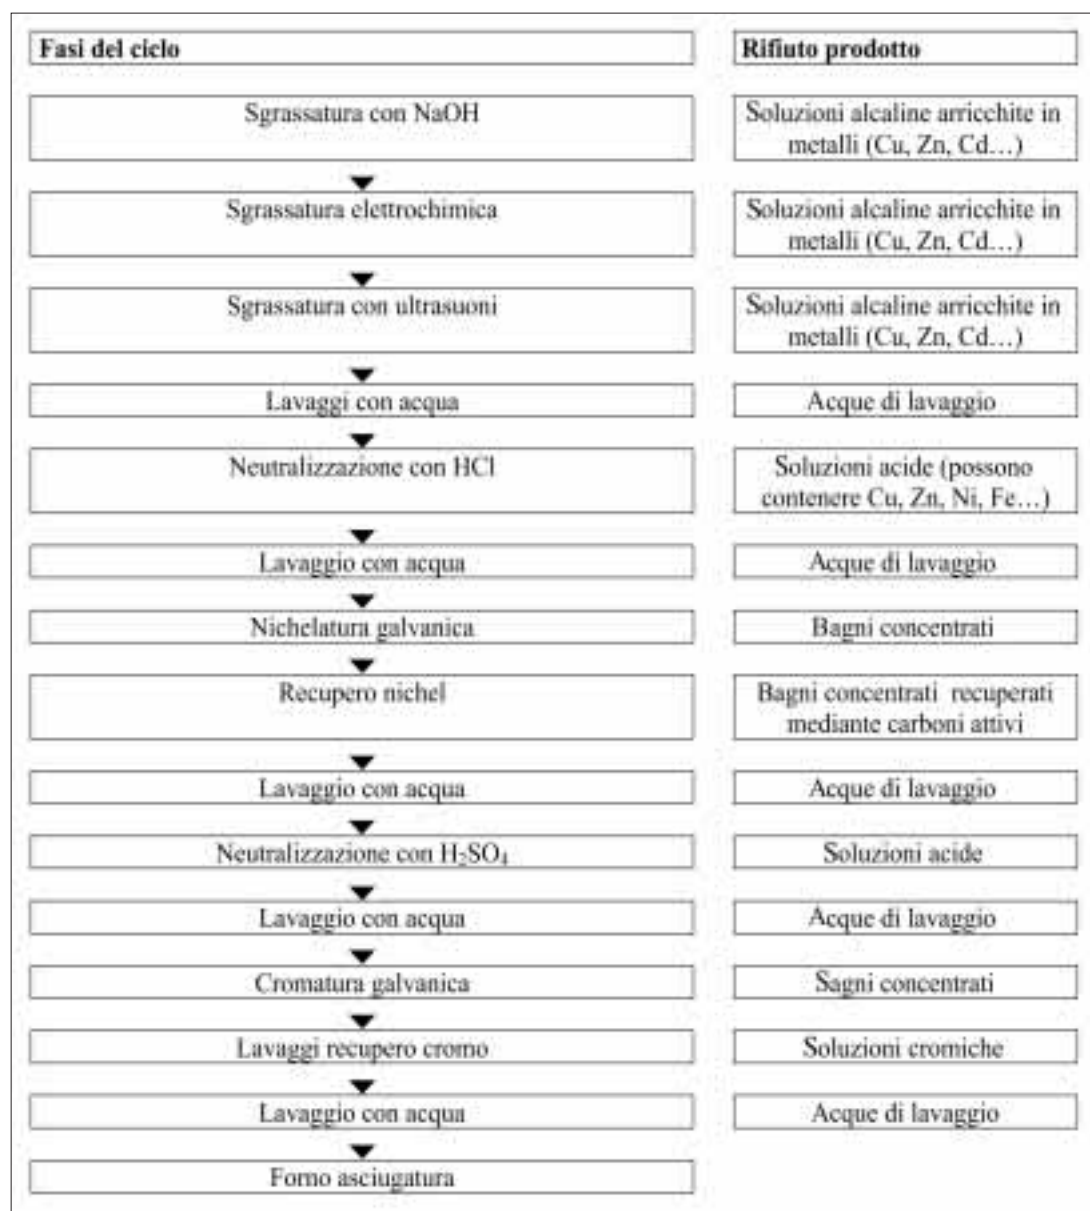 Fasi del ciclo
Rifiuto prodotto
Sgrassatura con NaOH
Soluzioni alcaline arricchite in
metalli (Cu, Zn, Cd…)
Sgrassatura elettrochimica
Soluzioni alcaline arricchite in
metalli (Cu, Zn, Cd…)
Sgrassatura con ultrasuoni
Soluzioni alcaline arricchite in
metalli (Cu, Zn, Cd…)
Lavaggi con acqua
Acque di lavaggio
Neutralizzazione con HCl
Soluzioni acide (possono
contenere Cu, Zn, Ni, Fe…)
Lavaggio con acqua
Acque di lavaggio
Nichelatura galvanica
Bagni concentrati
Recupero nichel
Bagni concentrati recuperati
mediante carboni attivi
Lavaggio con acqua
Acque di lavaggio
Neutralizzazione con H₂SO₄
Soluzioni acide
Lavaggio con acqua
Acque di lavaggio
Cromatura galvanica
Sagni concentrati
Lavaggi recupero cromo
Soluzioni cromiche
Lavaggio con acqua
Acque di lavaggio
Forno asciugatura